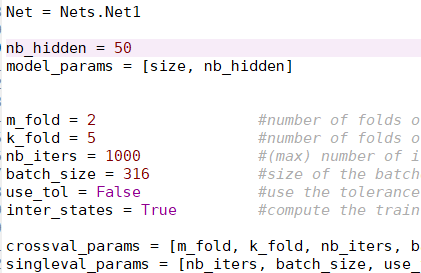 Net = Nets.Net1
nb_hidden = 50
model_params = [size, nb_hidden]
m_fold = 2 #number of folds o
k_fold = 5 #number of folds o
nb_iters = 1000 #(max) number of i
batch_size = 316 #size of the batch
use_tol = False #use the tolerance
inter_states = True #compute the train
crossval_params = [m_fold, k_fold, nb_iters, b
singleval_params = [nb_iters, batch_size, use_